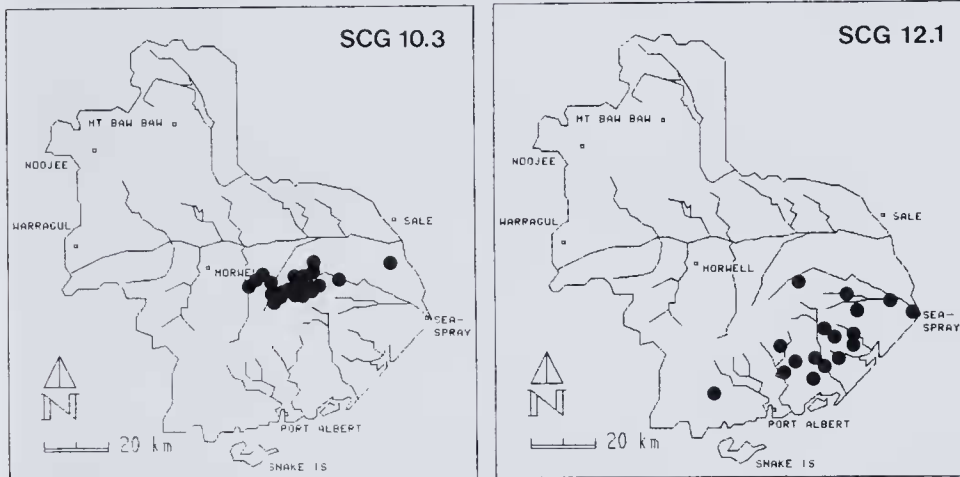 SCG 10.3
MT BAW BAW
NOOJEE
WARRAGUL
SALE
MORWELL
SEA-
SPRAY
N
20 km
PORT ALBERT
SNAKE IS
SCG 12.1
MT BAW BAW
NOOJEE
WARRAGUL
SALE
MORWELL
SEA-
SPRAY
N
20 km
PORT ALBERT
SNAKE IS